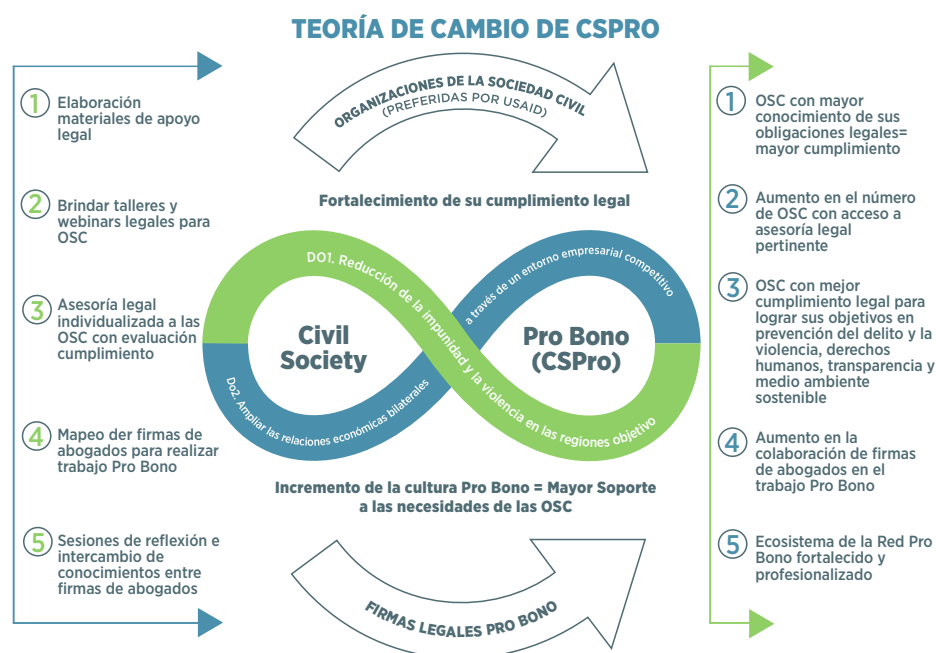 TEORÍA DE CAMBIO DE CSPRO
1
Elaboración
materiales de apoyo
legal
2
Brindar talleres y
webinars legales para
OSC
3
Asesoría legal
individualizada a las
OSC con evaluación
cumplimiento
4
Mapeo der firmas de
abogados para realizar
trabajo Pro Bono
5
Sesiones de reflexión e
intercambio de
conocimientos entre
firmas de abogados
ORGANIZACIONES DE LA SOCIEDAD CIVIL
(PREFERIDAS POR USAID)
Fortalecimiento de su cumplimiento legal
DO1. Reducción de la impunidad y la violencia en las regiones objetivo
Do2. Ampliar las relaciones económicas bilaterales
a través de un entorno empresarial competitivo
Civil
Society
Pro Bono
(CSPro)
Incremento de la cultura Pro Bono = Mayor Soporte
a las necesidades de las OSC
FIRMAS LEGALES PRO BONO
1
OSC con mayor
conocimiento de sus
obligaciones legales=
mayor cumplimiento
2
Aumento en el número
de OSC con acceso a
asesoría legal
pertinente
3
OSC con mejor
cumplimiento legal para
lograr sus objetivos en
prevención del delito y la
violencia, derechos
humanos, transparencia y
medio ambiente
sostenible
4
Aumento en la
colaboración de firmas
de abogados en el
trabajo Pro Bono
5
Ecosistema de la Red Pro
Bono fortalecido y
profesionalizado